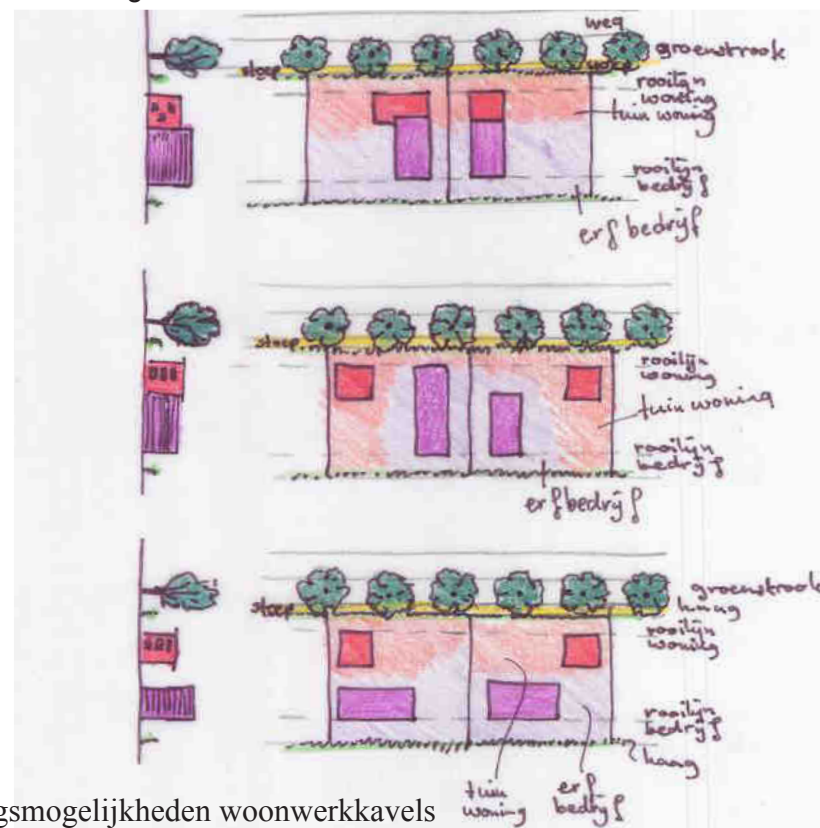 weg
groenstrook
stoep
rooilijn
woning
tuin woning
rooilijn
bedrijf
erf bedrijf
stoep
rooilijn
woning
tuin woning
rooilijn
bedrijf
erf bedrijf
groenstrook
stoep
haag
rooilijn
woning
rooilijn
bedrijf
haag
tuin
woning
erf
bedrijf
gsmogelijkheden woonwerkkavels